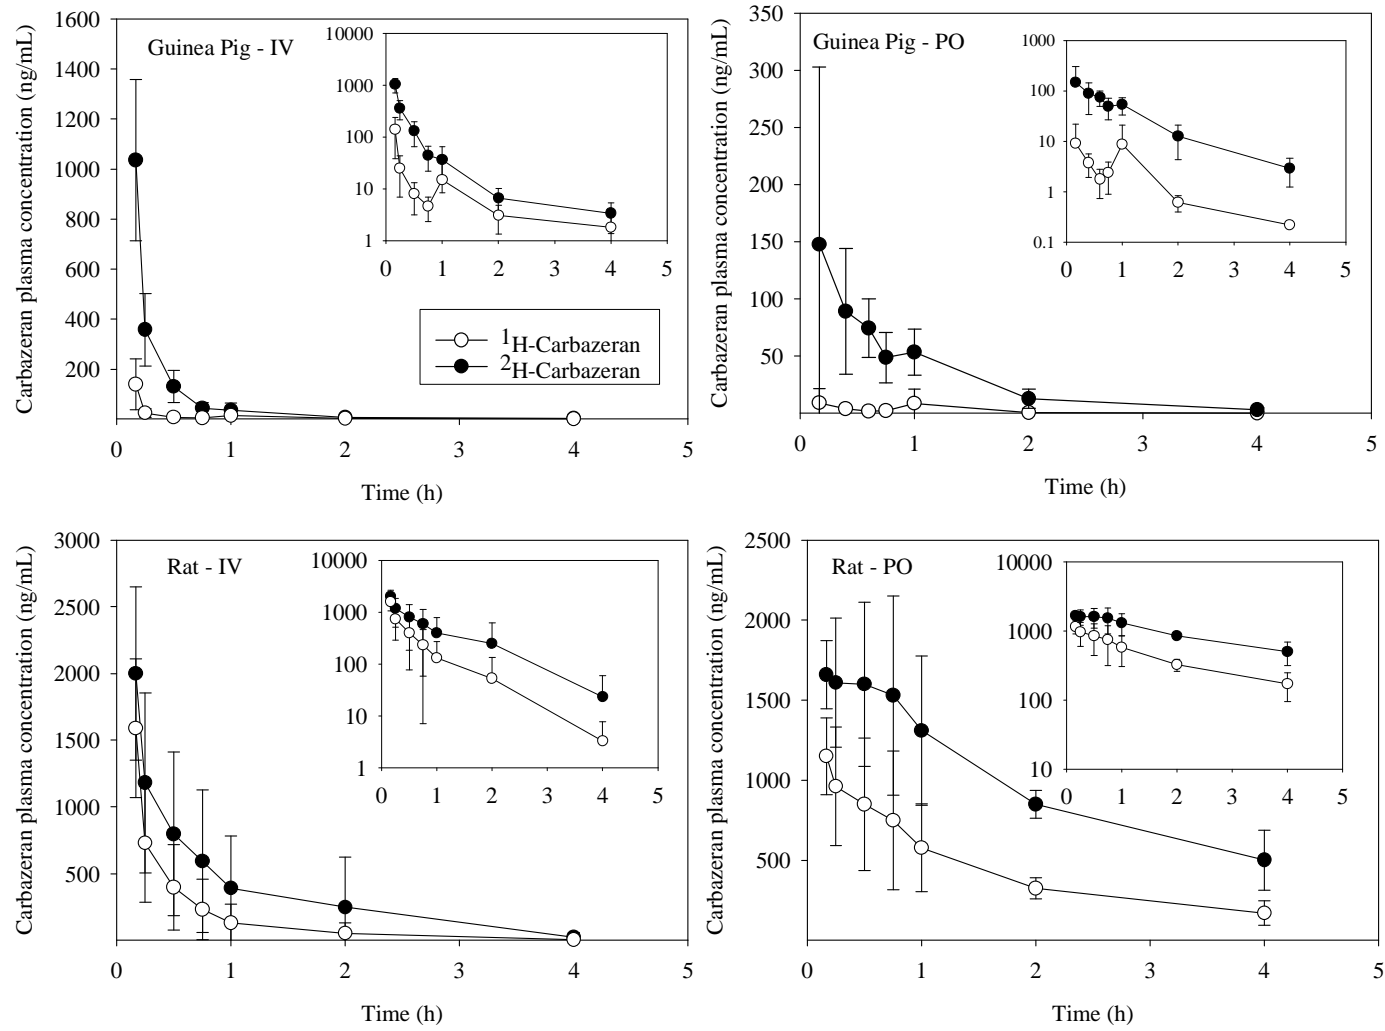 Carbazeran plasma concentration (ng/mL)
1600
1400
1200
1000
800
600
400
200
Guinea Pig - IV
10000
1000
100
10
1
0 1 2 3 4 5
1H-Carbazeran
2H-Carbazeran
0 1 2 3 4 5
Time (h)
Carbazeran plasma concentration (ng/mL)
350
300
250
200
150
100
50
Guinea Pig - PO
1000
100
10
1
0.1
0 1 2 3 4 5
0 1 2 3 4 5
Time (h)
Carbazeran plasma concentration (ng/mL)
3000
2500
2000
1500
1000
500
Rat - IV
10000
1000
100
10
1
0 1 2 3 4 5
0 1 2 3 4 5
Time (h)
Carbazeran plasma concentration (ng/mL)
2500
2000
1500
1000
500
Rat - PO
10000
1000
100
10
0 1 2 3 4 5
0 1 2 3 4 5
Time (h)